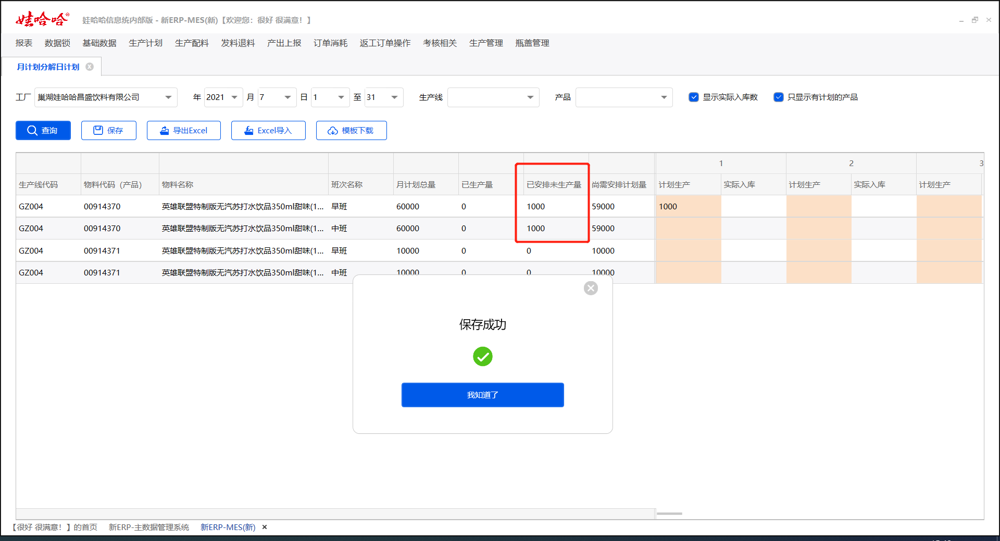 娃哈哈®
娃哈哈信息统内部版 - 新ERP-MES(新)【欢迎您：很好 很满意！】
报表 数据锁 基础数据 生产计划 生产配料 发料退料 产出上报 订单消耗 返工订单操作 考核相关 生产管理 瓶盖管理
月计划分解日计划
工厂 巢湖娃哈哈昌盛饮料有限公司 年 2021 月 7 日 1 至 31 生产线 产品 显示实际入库数 只显示有计划的产品
查询 保存 导出Excel Excel导入 模板下载
1 2 3
生产线代码 物料代码（产品） 物料名称 班次名称 月计划总量 已生产量 已安排未生产量 尚需安排计划量 计划生产 实际入库 计划生产 实际入库 计划生产
GZ004 00914370 英雄联盟特制版无汽苏打水饮品350ml甜味(1... 早班 60000 0 1000 59000 1000
GZ004 00914370 英雄联盟特制版无汽苏打水饮品350ml甜味(1... 中班 60000 0 1000 59000
GZ004 00914371 英雄联盟特制版无汽苏打水饮品350ml甜味(1... 早班 10000 0 0 10000
GZ004 00914371 英雄联盟特制版无汽苏打水饮品350ml甜味(1... 中班 10000 0 0 10000
保存成功
我知道了
【很好 很满意！】的首页 新ERP-主数据管理系统 新ERP-MES(新)